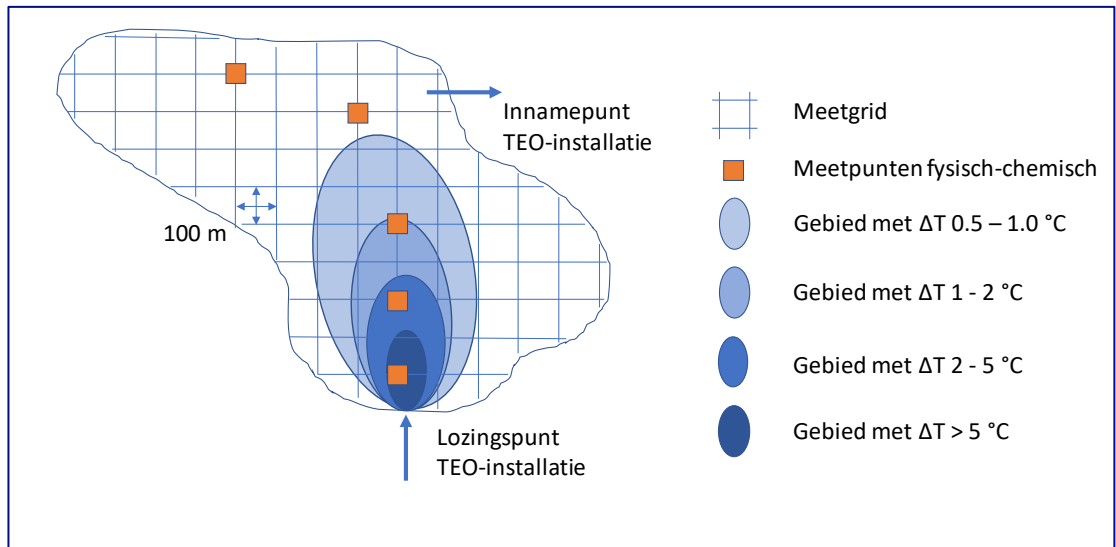 Innamepunt
TEO-installatie
100 m
Lozingspunt
TEO-installatie
Meetgrid
Meetpunten fysisch-chemisch
Gebied met ΔT 0.5 – 1.0 °C
Gebied met ΔT 1 - 2 °C
Gebied met ΔT 2 - 5 °C
Gebied met ΔT > 5 °C